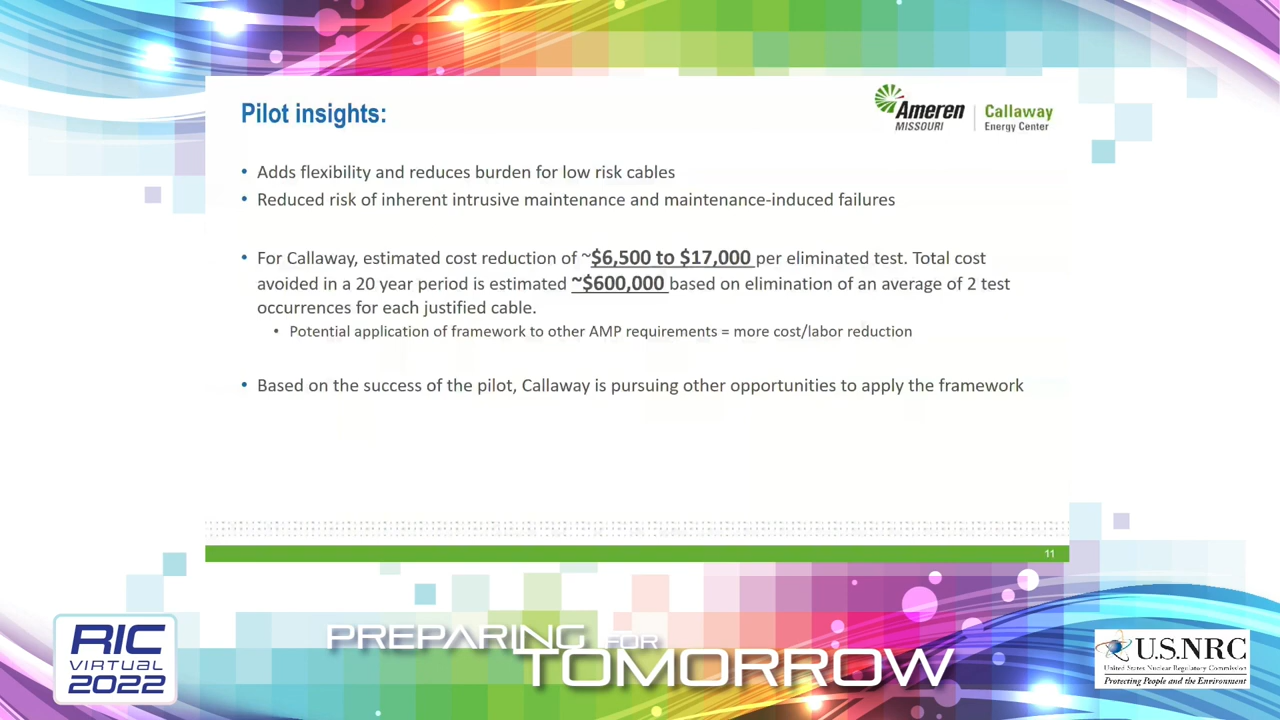 Pilot insights:
Ameren
MISSOURI
Callaway
Energy Center
• Adds flexibility and reduces burden for low risk cables
• Reduced risk of inherent intrusive maintenance and maintenance-induced failures
• For Callaway, estimated cost reduction of ~$6,500 to $17,000 per eliminated test. Total cost
avoided in a 20 year period is estimated ~$600,000 based on elimination of an average of 2 test
occurrences for each justified cable.
• Potential application of framework to other AMP requirements = more cost/labor reduction
• Based on the success of the pilot, Callaway is pursuing other opportunities to apply the framework
11
RIC
VIRTUAL
2022
PREPARING FOR
TOMORROW
U.S.NRC
United States Nuclear Regulatory Commission
Protecting People and the Environment